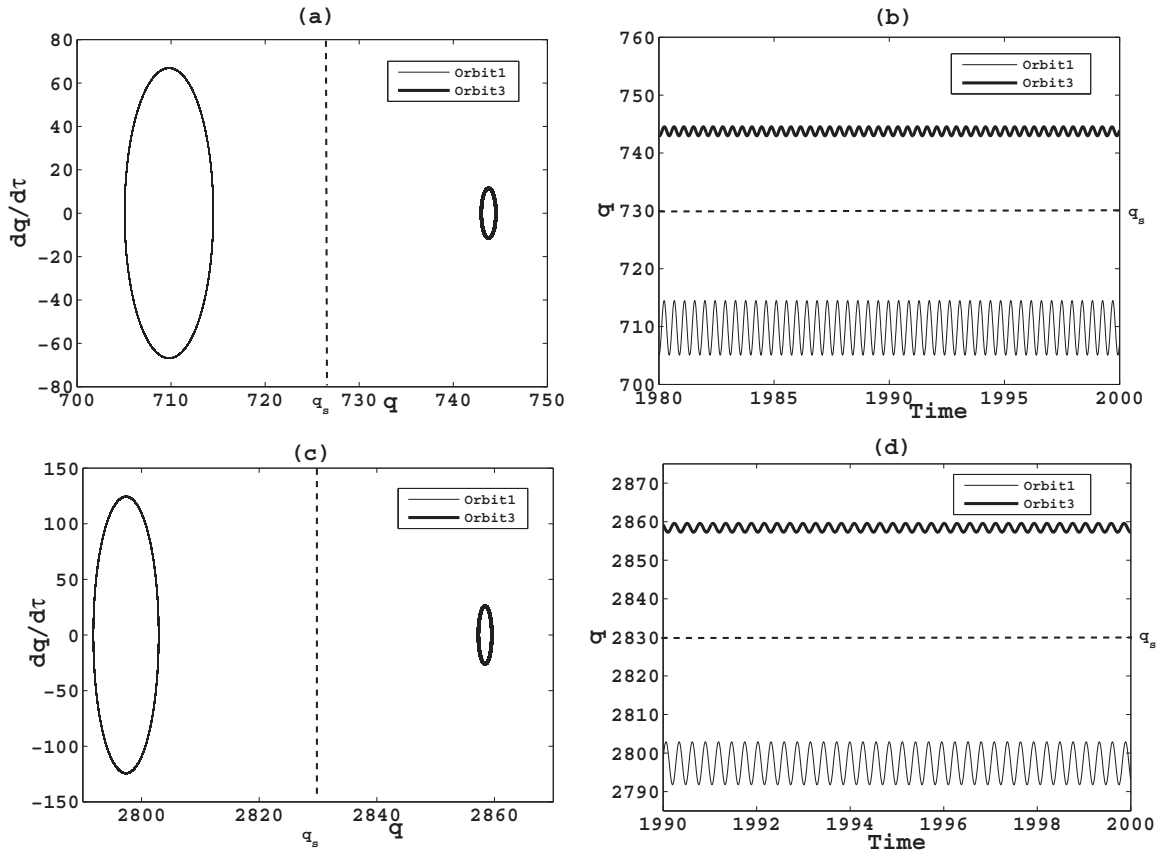 (a)
80
60
40
20
0
−20
−40
−60
−80
dq/dτ
Orbit1
Orbit3
700 710 720 730 740 750
q_s q
(b)
760
750
740
730
720
710
700
q
Orbit1
Orbit3
q_s
1980 1985 1990 1995 2000
Time
(c)
150
100
50
0
−50
−100
−150
dq/dτ
Orbit1
Orbit3
2800 2820 2840 2860
q_s q
(d)
2870
2860
2850
2840
2830
2820
2810
2800
2790
q
Orbit1
Orbit3
q_s
1990 1992 1994 1996 1998 2000
Time